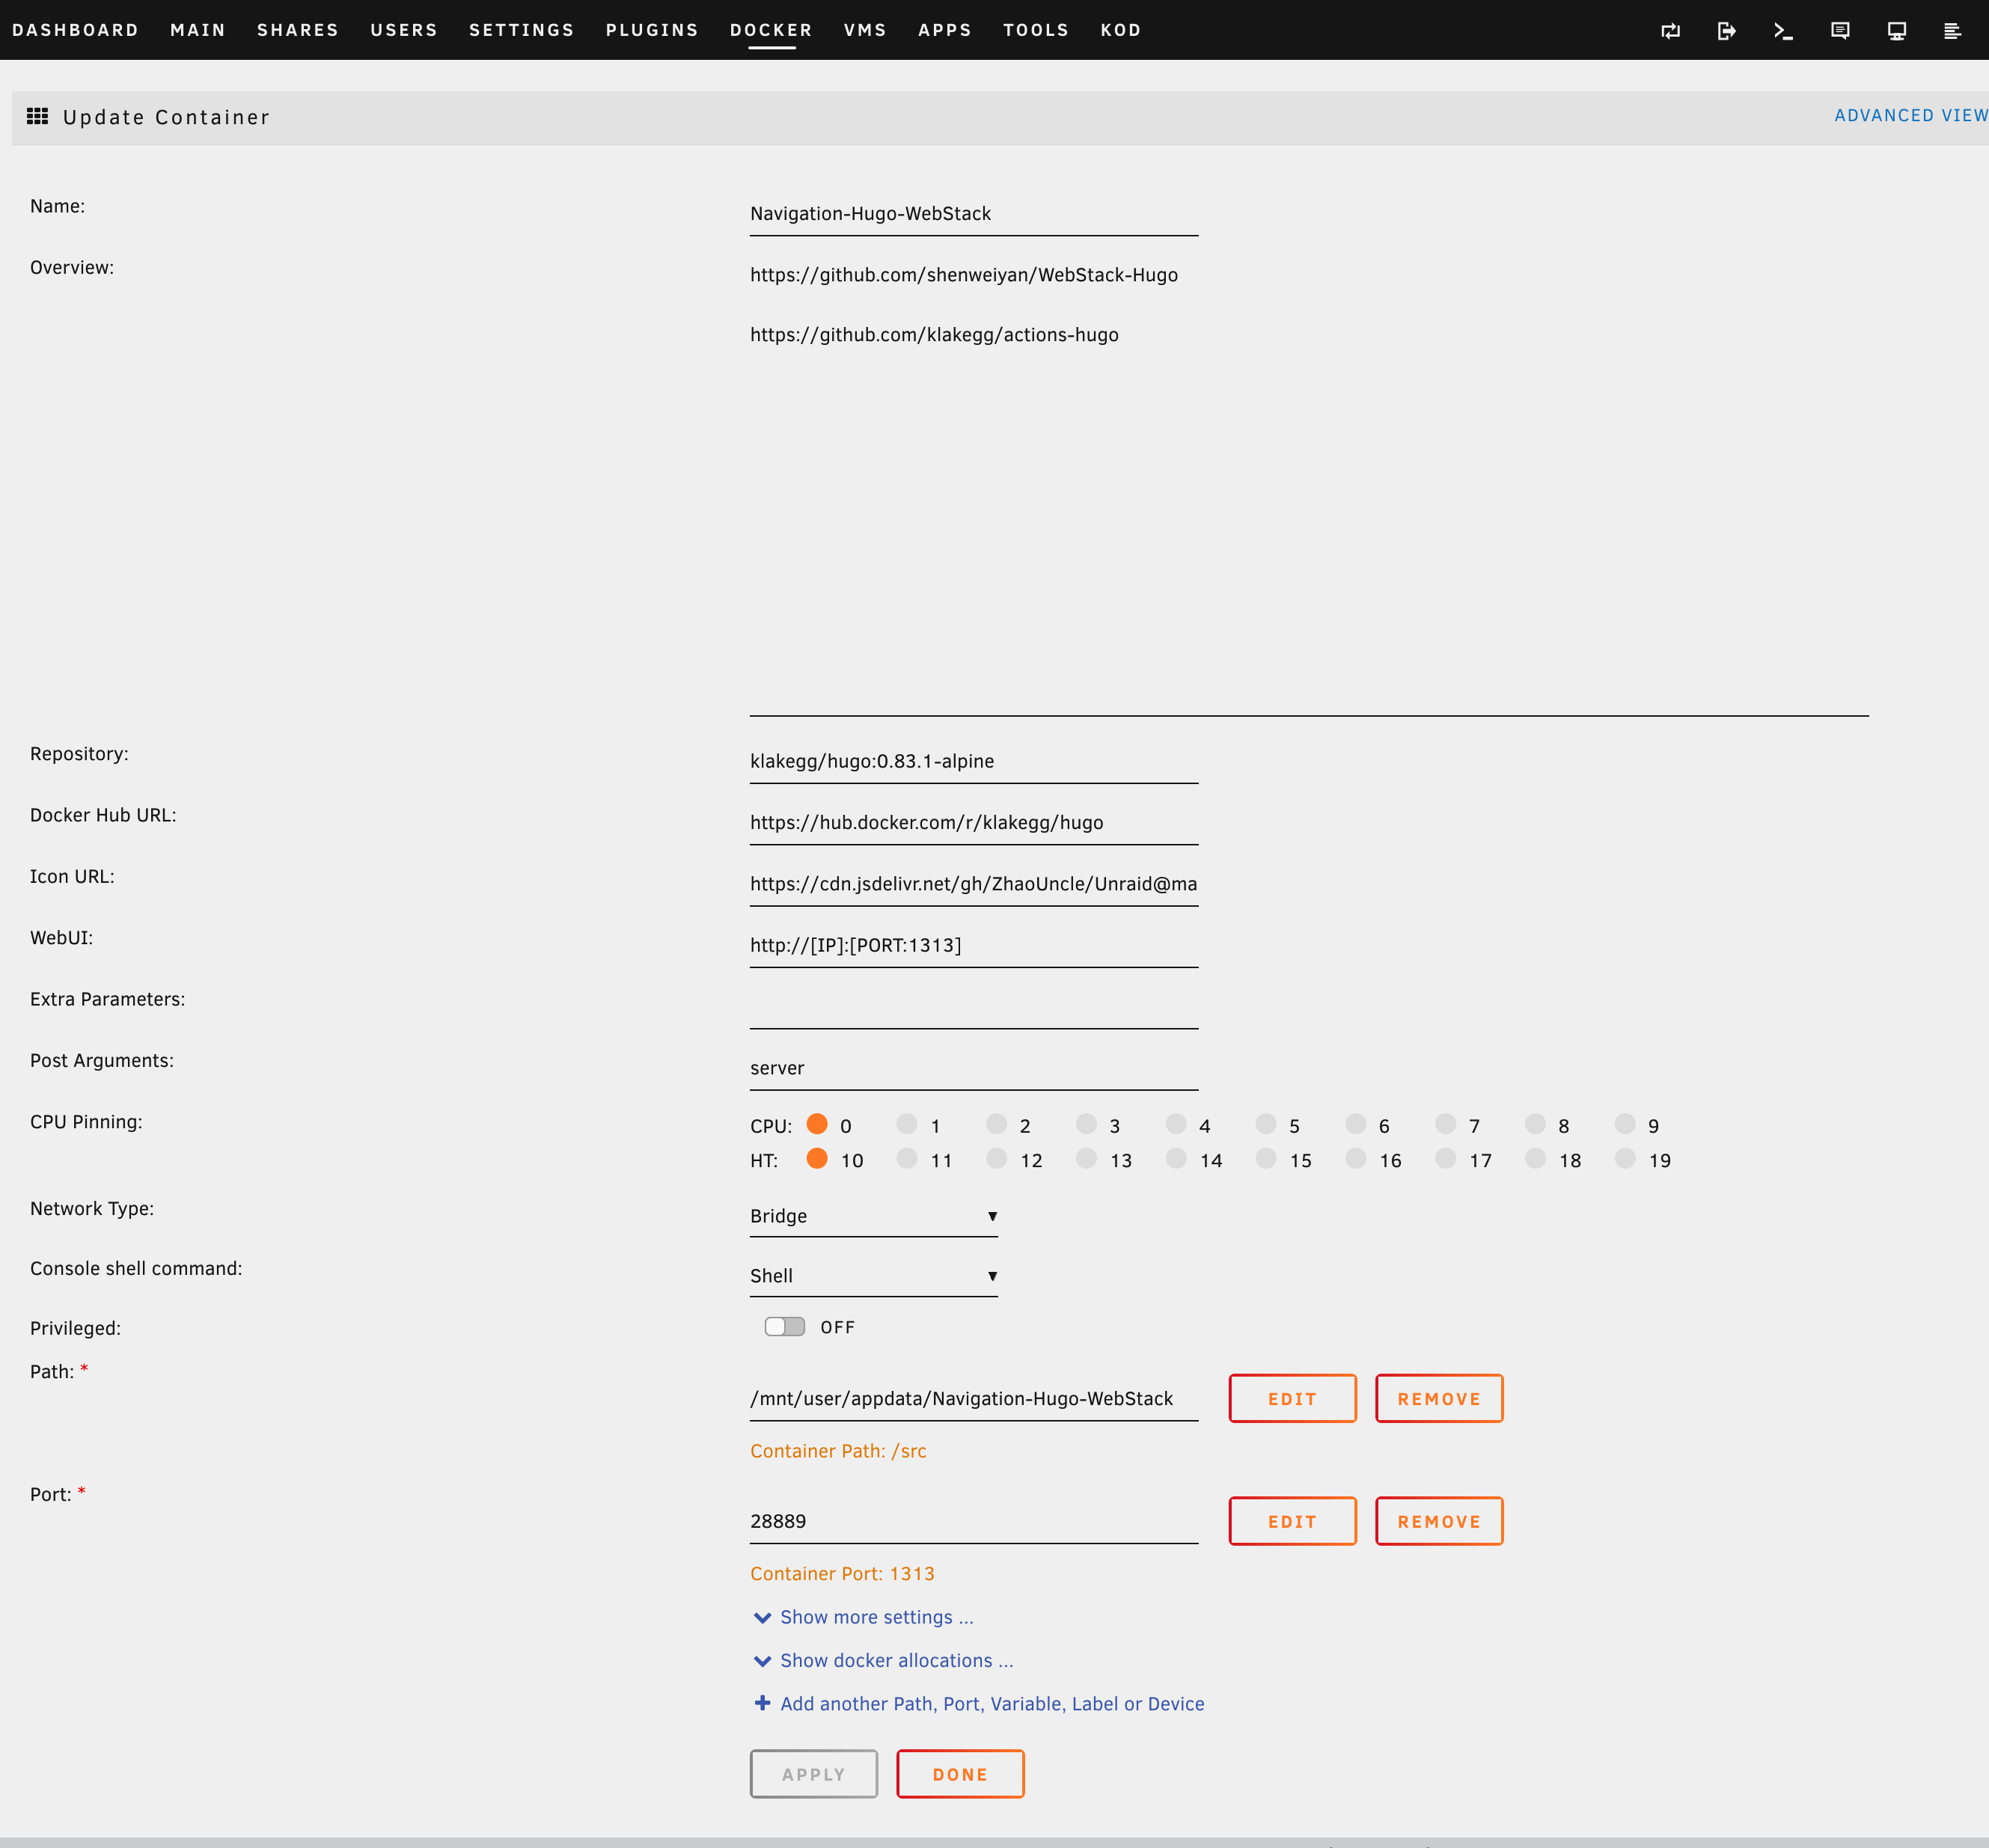 DASHBOARD MAIN SHARES USERS SETTINGS PLUGINS DOCKER VMS APPS TOOLS KOD
Update Container
ADVANCED VIEW
Name:
Navigation-Hugo-WebStack
Overview:
https://github.com/shenweiyan/WebStack-Hugo
https://github.com/klakegg/actions-hugo
Repository:
klakegg/hugo:0.83.1-alpine
Docker Hub URL:
https://hub.docker.com/r/klakegg/hugo
Icon URL:
https://cdn.jsdelivr.net/gh/ZhaoUncle/Unraid@ma
WebUI:
http://[IP]:[PORT:1313]
Extra Parameters:
Post Arguments:
server
CPU Pinning:
CPU: 0 1 2 3 4 5 6 7 8 9
HT: 10 11 12 13 14 15 16 17 18 19
Network Type:
Bridge
Console shell command:
Shell
Privileged:
OFF
Path: *
/mnt/user/appdata/Navigation-Hugo-WebStack EDIT REMOVE
Container Path: /src
Port: *
28889 EDIT REMOVE
Container Port: 1313
Show more settings ...
Show docker allocations ...
Add another Path, Port, Variable, Label or Device
APPLY DONE